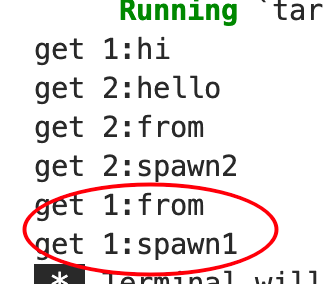 Running `tar
get 1:hi
get 2:hello
get 2:from
get 2:spawn2
get 1:from
get 1:spawn1
* Terminal will